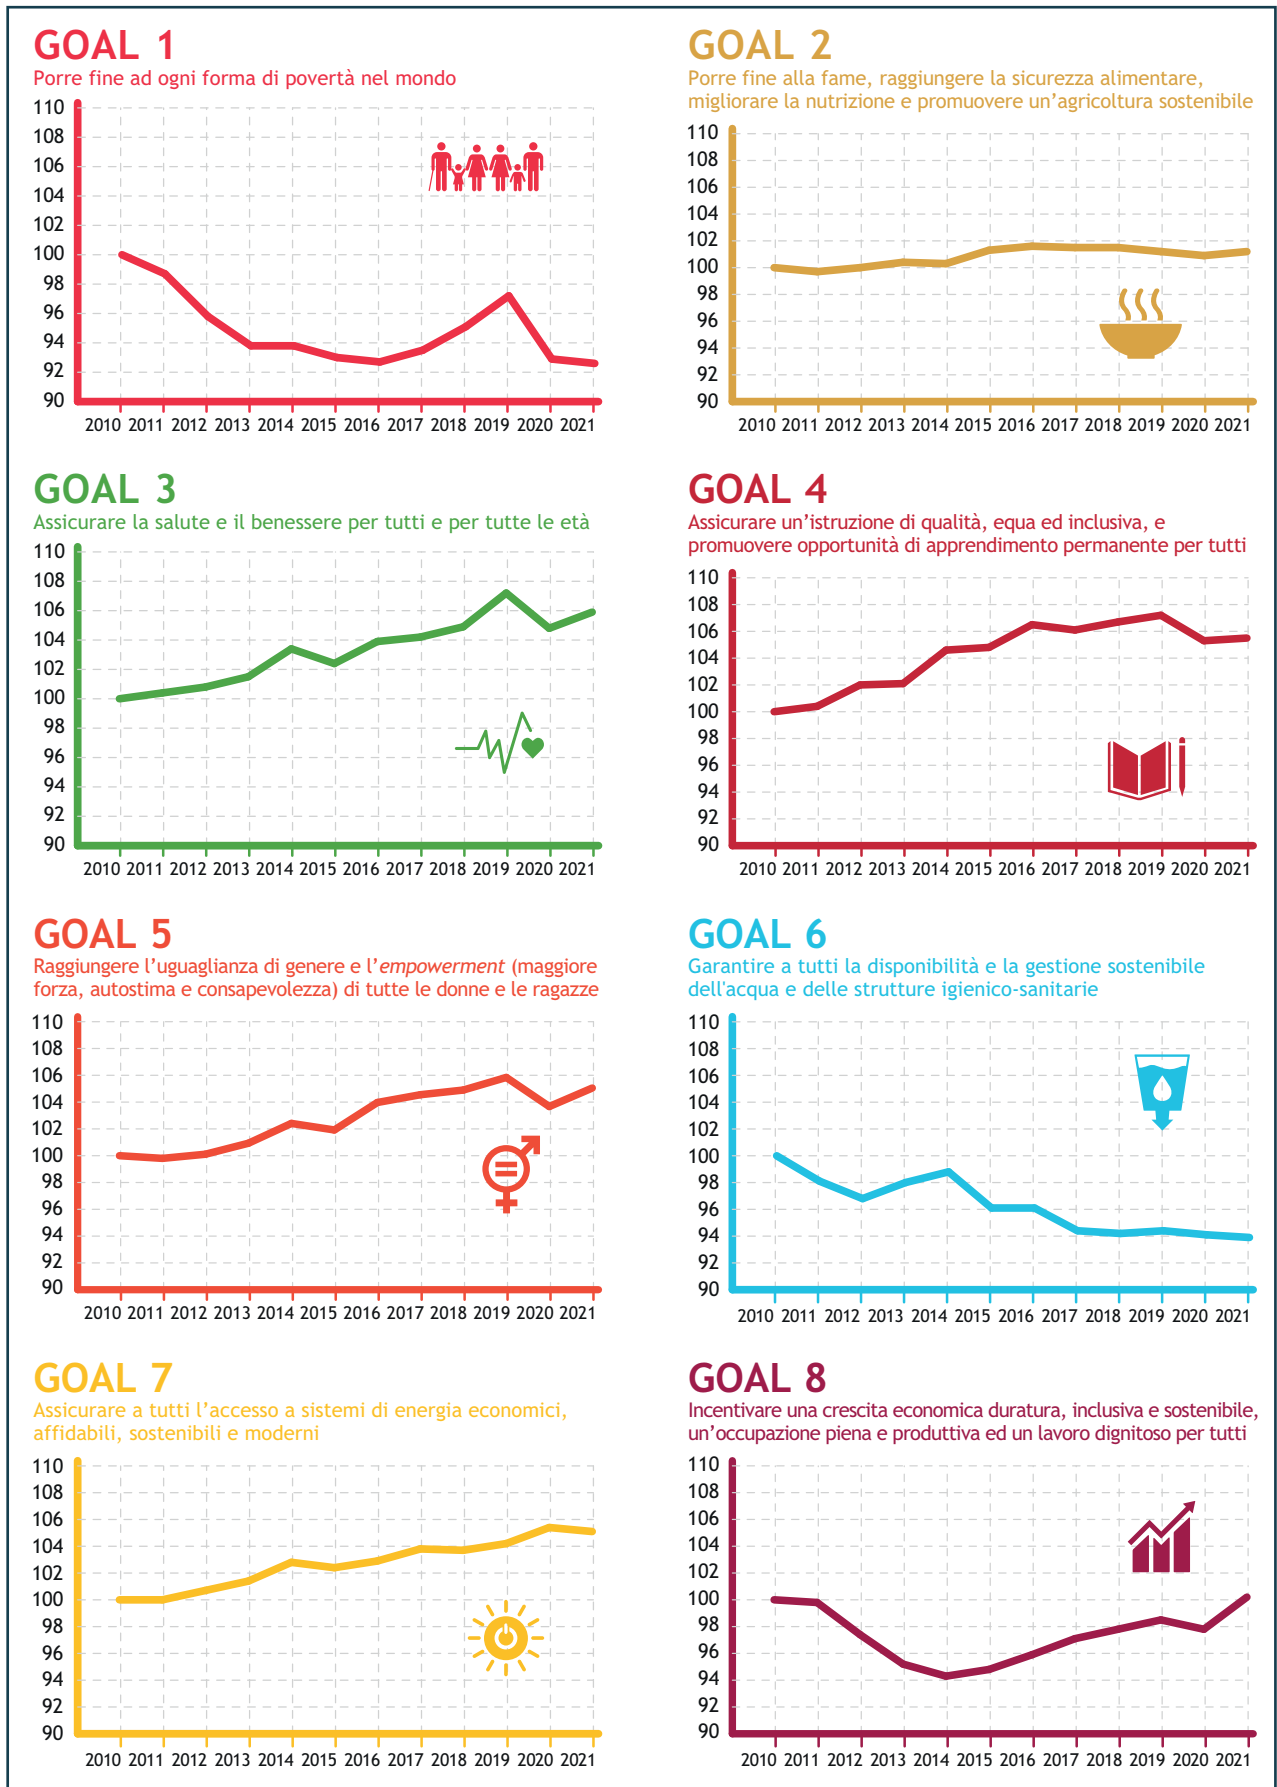 GOAL 1
Porre fine ad ogni forma di povertà nel mondo
110
108
106
104
102
100
98
96
94
92
90
2010 2011 2012 2013 2014 2015 2016 2017 2018 2019 2020 2021
GOAL 2
Porre fine alla fame, raggiungere la sicurezza alimentare,
migliorare la nutrizione e promuovere un’agricoltura sostenibile
110
108
106
104
102
100
98
96
94
92
90
2010 2011 2012 2013 2014 2015 2016 2017 2018 2019 2020 2021
GOAL 3
Assicurare la salute e il benessere per tutti e per tutte le età
110
108
106
104
102
100
98
96
94
92
90
2010 2011 2012 2013 2014 2015 2016 2017 2018 2019 2020 2021
GOAL 4
Assicurare un’istruzione di qualità, equa ed inclusiva, e
promuovere opportunità di apprendimento permanente per tutti
110
108
106
104
102
100
98
96
94
92
90
2010 2011 2012 2013 2014 2015 2016 2017 2018 2019 2020 2021
GOAL 5
Raggiungere l’uguaglianza di genere e l’empowerment (maggiore
forza, autostima e consapevolezza) di tutte le donne e le ragazze
110
108
106
104
102
100
98
96
94
92
90
2010 2011 2012 2013 2014 2015 2016 2017 2018 2019 2020 2021
GOAL 6
Garantire a tutti la disponibilità e la gestione sostenibile
dell'acqua e delle strutture igienico-sanitarie
110
108
106
104
102
100
98
96
94
92
90
2010 2011 2012 2013 2014 2015 2016 2017 2018 2019 2020 2021
GOAL 7
Assicurare a tutti l’accesso a sistemi di energia economici,
affidabili, sostenibili e moderni
110
108
106
104
102
100
98
96
94
92
90
2010 2011 2012 2013 2014 2015 2016 2017 2018 2019 2020 2021
GOAL 8
Incentivare una crescita economica duratura, inclusiva e sostenibile,
un’occupazione piena e produttiva ed un lavoro dignitoso per tutti
110
108
106
104
102
100
98
96
94
92
90
2010 2011 2012 2013 2014 2015 2016 2017 2018 2019 2020 2021